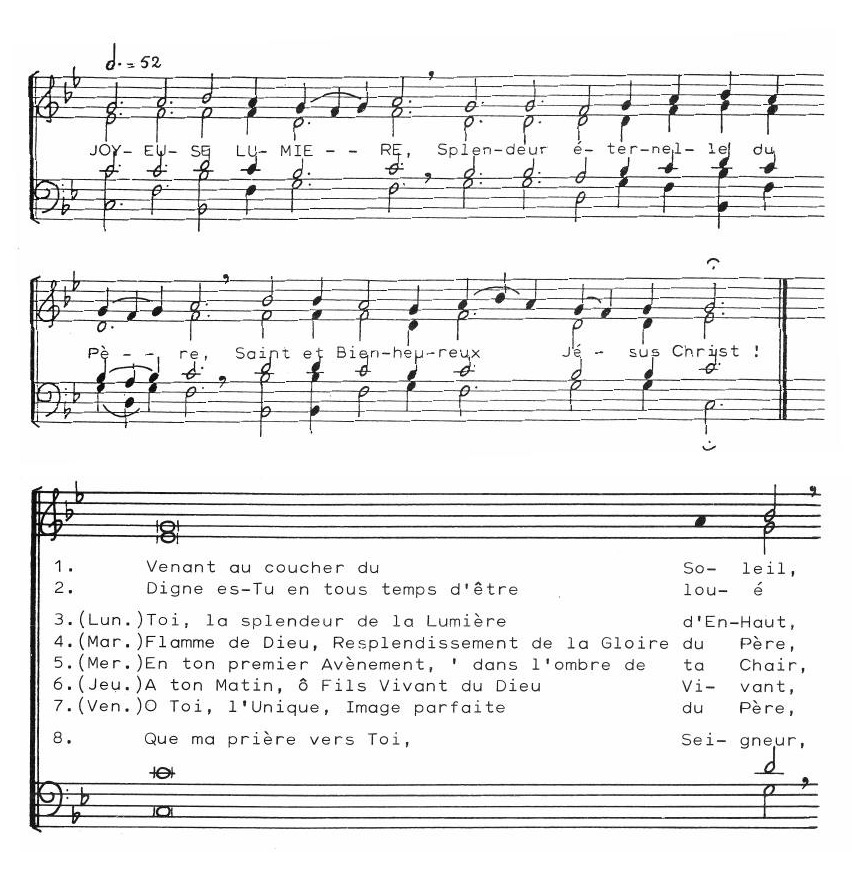 𝅗𝅥. = 52
JOY- EU- SE LU- MIE - - RE, Splen-deur é- ter-nel- le du
Pè - - re, Saint et Bien-heu-reux Jé - sus Christ !
1. Venant au coucher du So- leil,
2. Digne es-Tu en tous temps d'être lou- é
3.(Lun.)Toi, la splendeur de la Lumière d'En-Haut,
4.(Mar.)Flamme de Dieu, Resplendissement de la Gloire du Père,
5.(Mer.)En ton premier Avènement, ' dans l'ombre de ta Chair,
6.(Jeu.)A ton Matin, ô Fils Vivant du Dieu Vi- vant,
7.(Ven.)O Toi, l'Unique, Image parfaite du Père,
8. Que ma prière vers Toi, Sei- gneur,